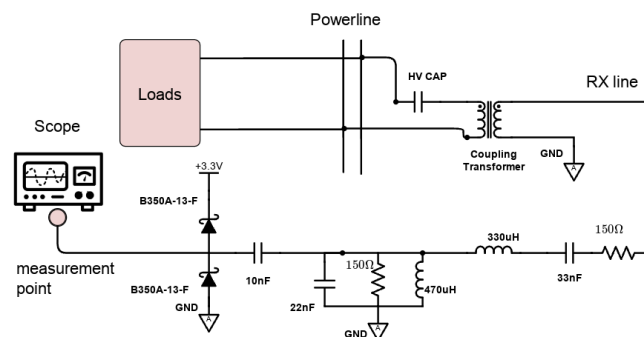 Powerline
HV CAP
RX line
Loads
Scope
Coupling
Transformer
GND
A
+3.3V
B350A-13-F
measurement
point
B350A-13-F
GND
A
10nF
22nF
150Ω
GND
A
470uH
330uH
33nF
150Ω